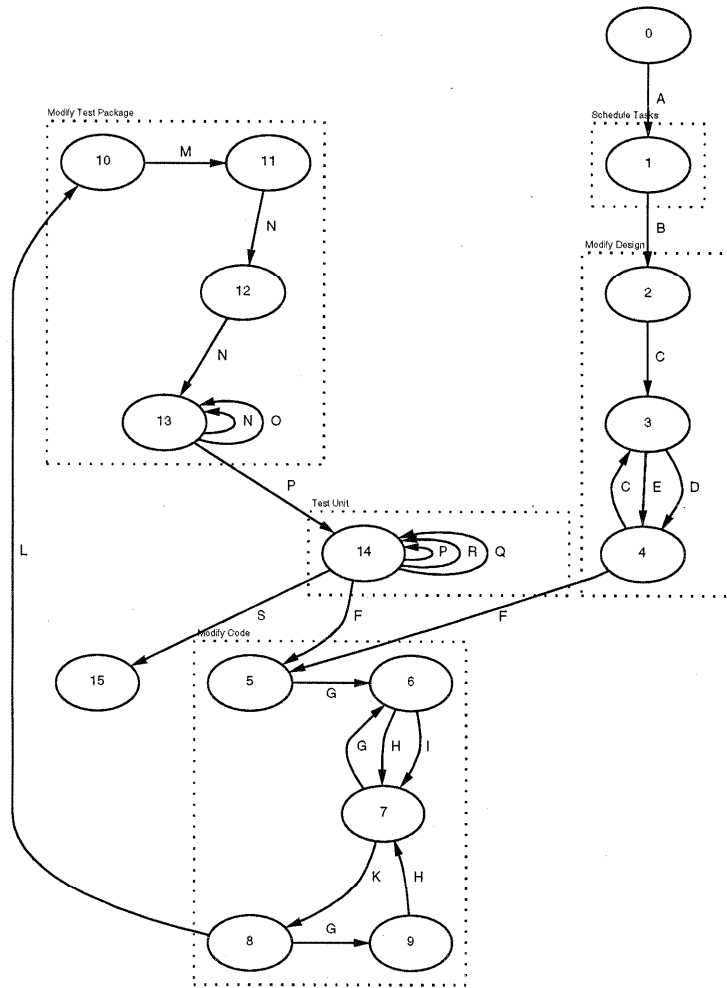 0
A
Modify Test Package
Schedule Tasks
10
M
11
1
N
B
Modify Design
12
2
N
C
13
N
O
3
P
C
E
D
Test Unit
14
P
R
Q
4
L
S
F
F
Modify Code
15
5
G
6
G
H
I
7
K
H
8
G
9